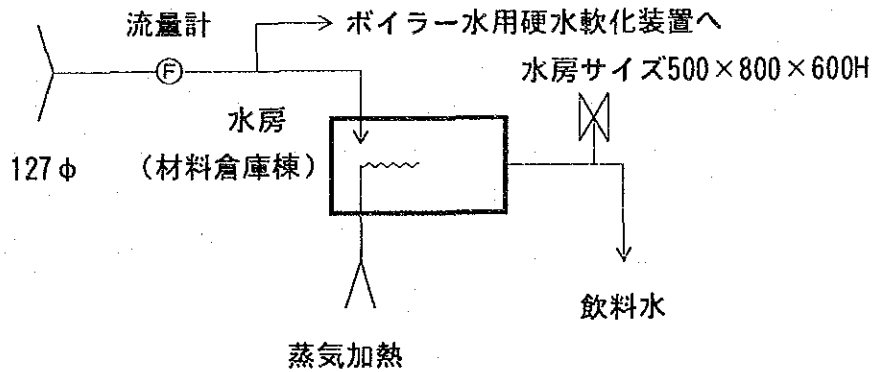 流量計
ボイラー水用硬水軟化装置へ
水房サイズ500×800×600H
F
水房
(材料倉庫棟)
127φ
飲料水
蒸気加熱